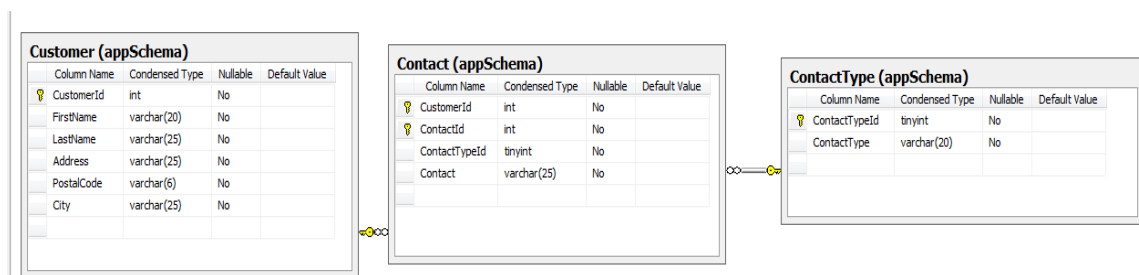 Customer (appSchema)
Column Name Condensed Type Nullable Default Value
CustomerId int No
FirstName varchar(20) No
LastName varchar(25) No
Address varchar(25) No
PostalCode varchar(6) No
City varchar(25) No
Contact (appSchema)
Column Name Condensed Type Nullable Default Value
CustomerId int No
ContactId int No
ContactTypeId tinyint No
Contact varchar(25) No
ContactType (appSchema)
Column Name Condensed Type Nullable Default Value
ContactTypeId tinyint No
ContactType varchar(20) No